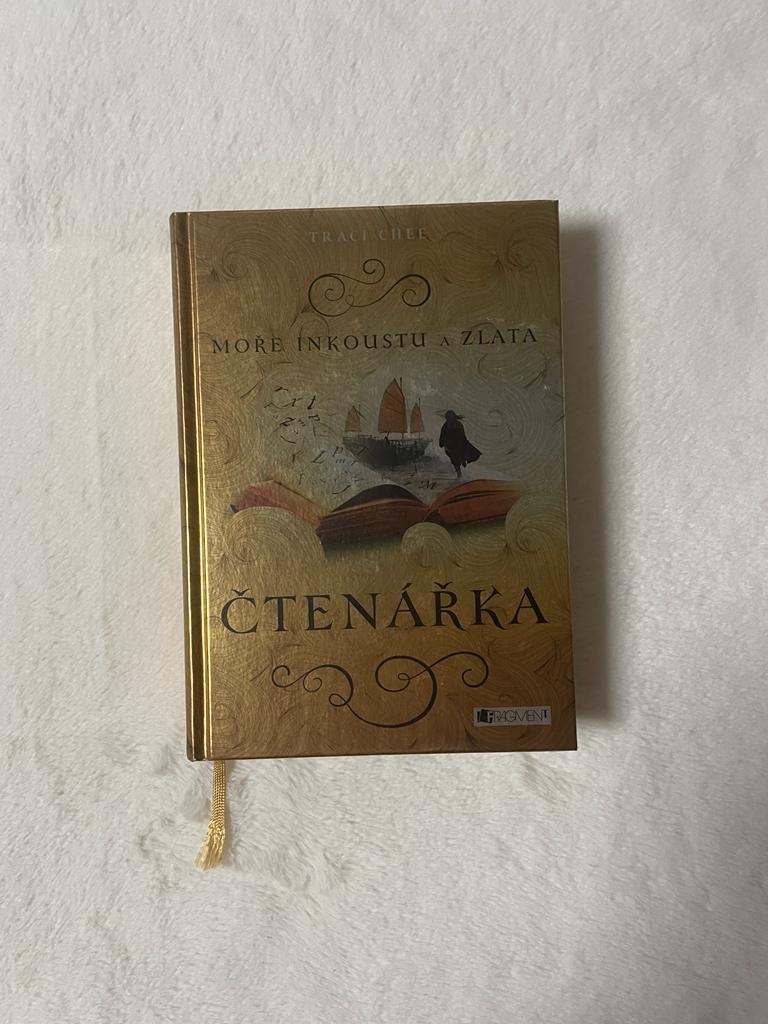 TRACI CHEE
MOŘE INKOUSTU A ZLATA
ČTENÁŘKA
FRAGMENT